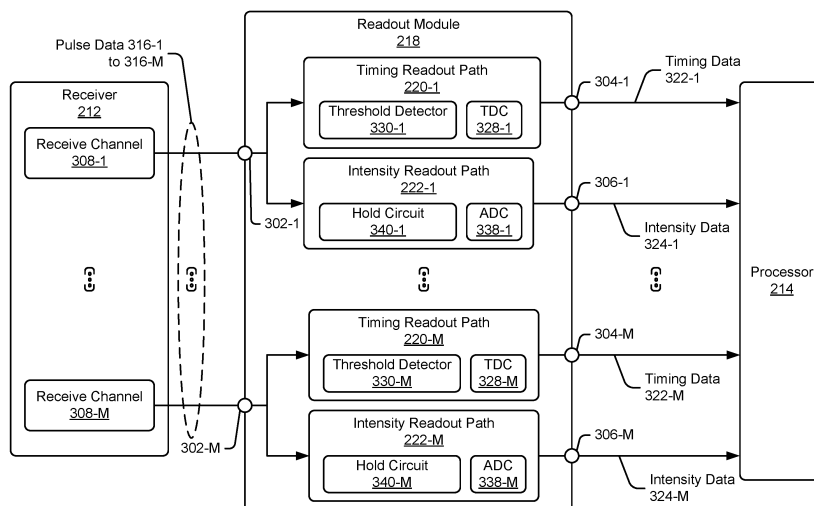 Pulse Data 316-1
to 316-M
Readout Module
218
Receiver
212
Receive Channel
308-1
302-1
Timing Readout Path
220-1
Threshold Detector
330-1
TDC
328-1
304-1
Timing Data
322-1
Intensity Readout Path
222-1
Hold Circuit
340-1
ADC
338-1
306-1
Intensity Data
324-1
Processor
214
Receive Channel
308-M
302-M
Timing Readout Path
220-M
Threshold Detector
330-M
TDC
328-M
304-M
Timing Data
322-M
Intensity Readout Path
222-M
Hold Circuit
340-M
ADC
338-M
306-M
Intensity Data
324-M